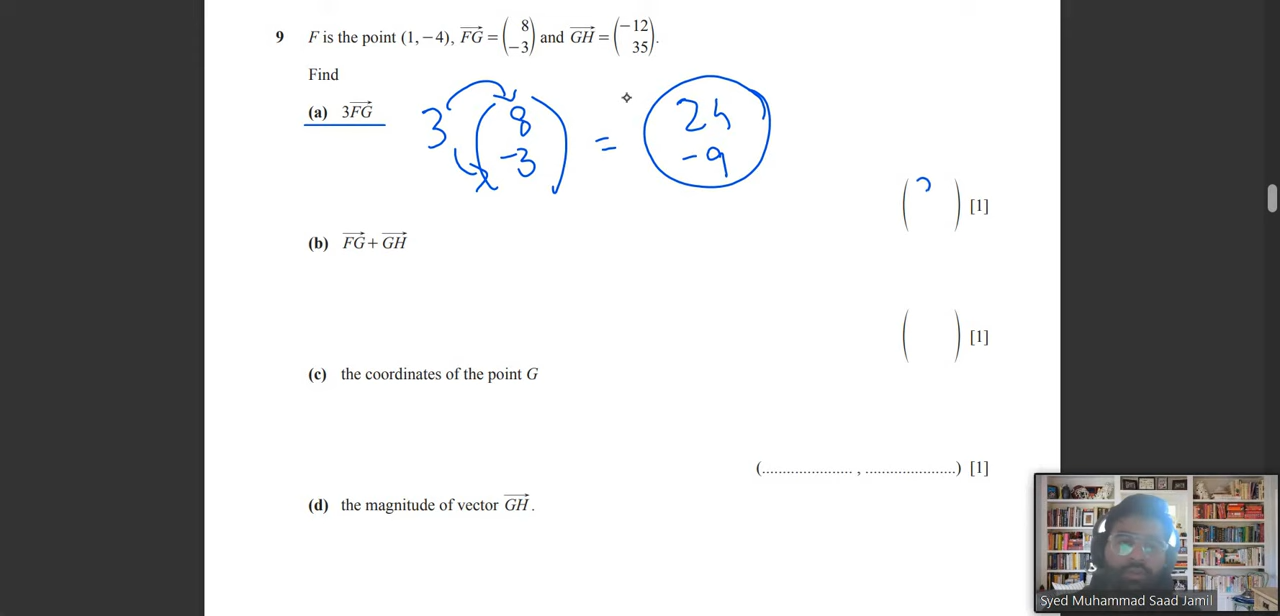 9 F is the point (1, −4), FG = (8 −3) and GH = (−12 35).
Find
(a) 3FG
3 (8 −3) = 24 −9
( ) [1]
(b) FG + GH
( ) [1]
(c) the coordinates of the point G
(...................... , ......................) [1]
(d) the magnitude of vector GH.
Syed Muhammad Saad Jamil